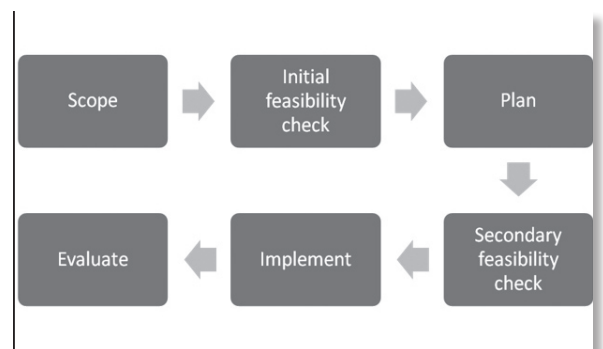 Scope
Initial
feasibility
check
Plan
Secondary
feasibility
check
Implement
Evaluate